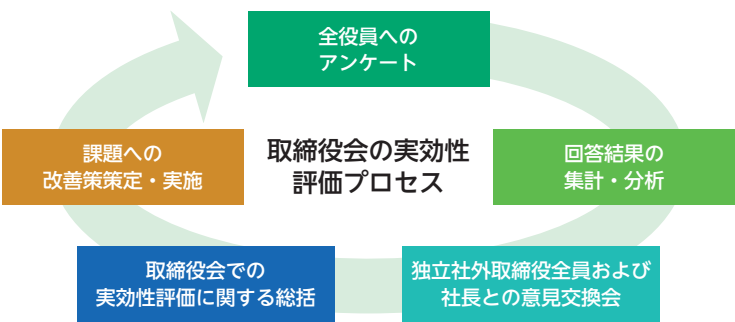 全役員への
アンケート
課題への
改善策策定・実施
取締役会の実効性
評価プロセス
回答結果の
集計・分析
取締役会での
実効性評価に関する総括
独立社外取締役全員および
社長との意見交換会